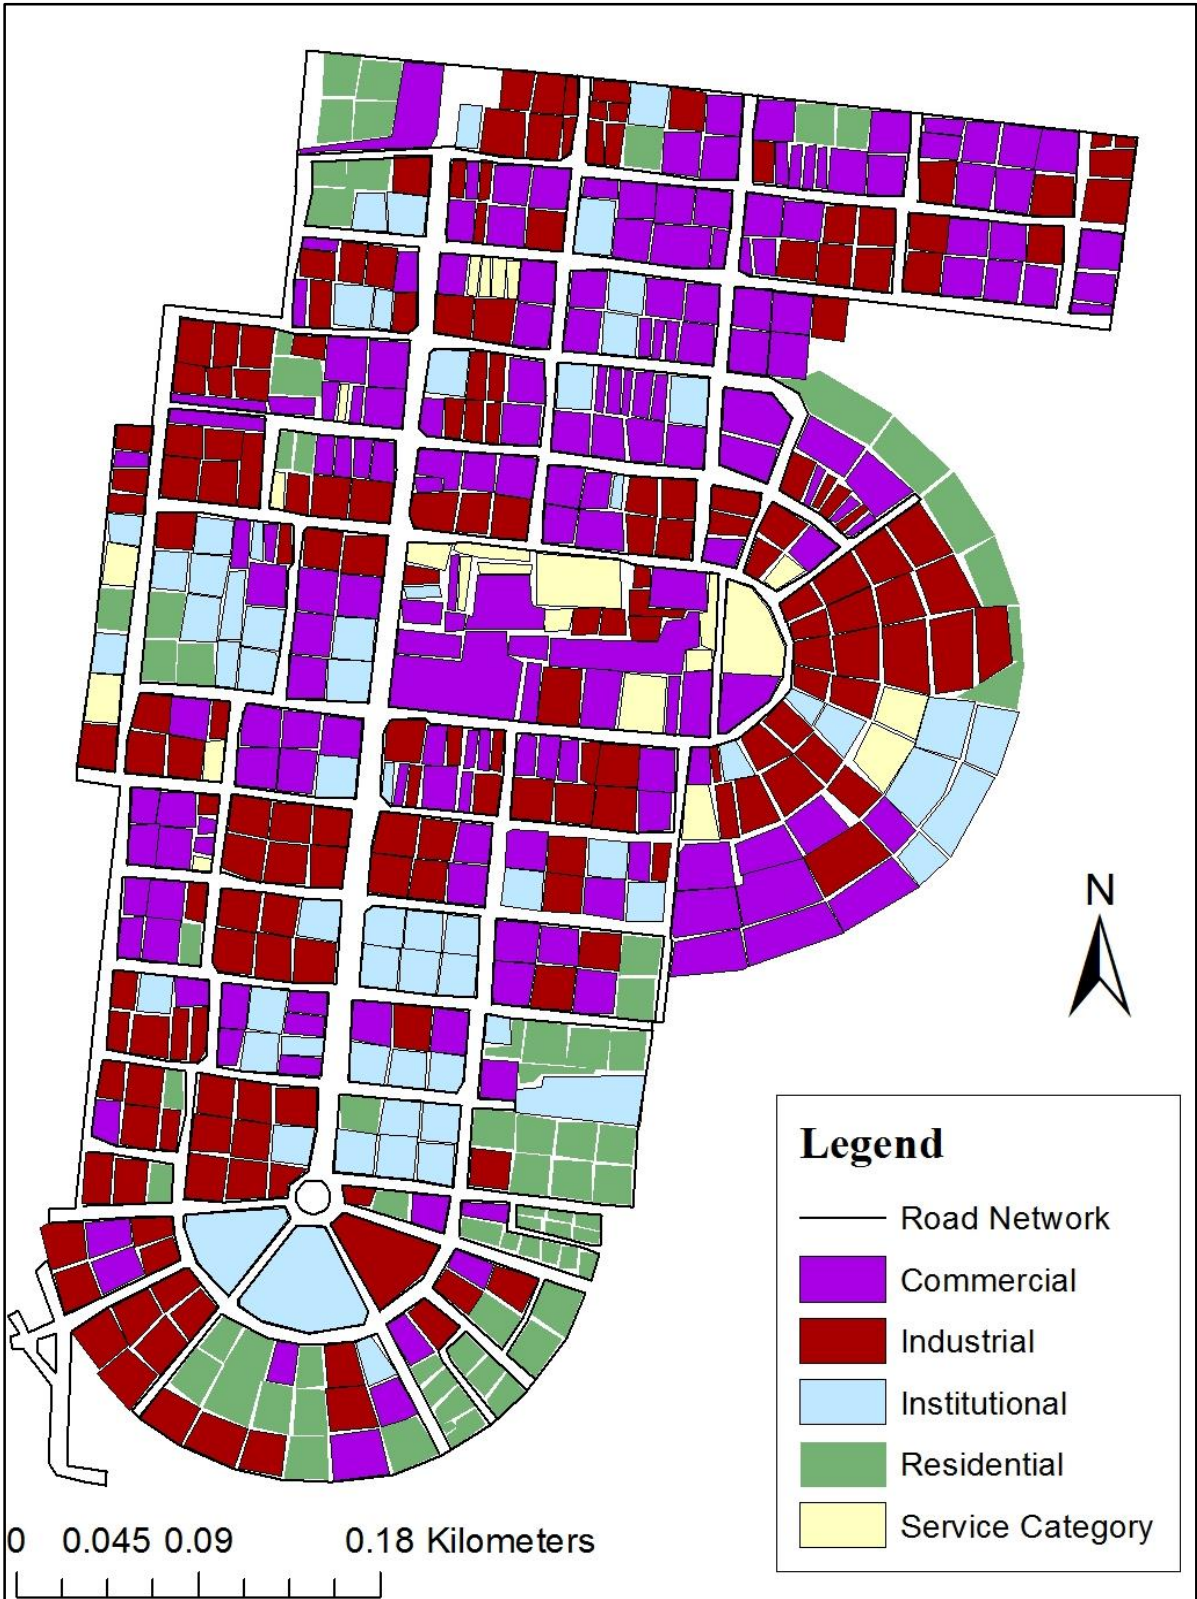 N
Legend
Road Network
Commercial
Industrial
Institutional
Residential
Service Category
0 0.045 0.09 0.18 Kilometers